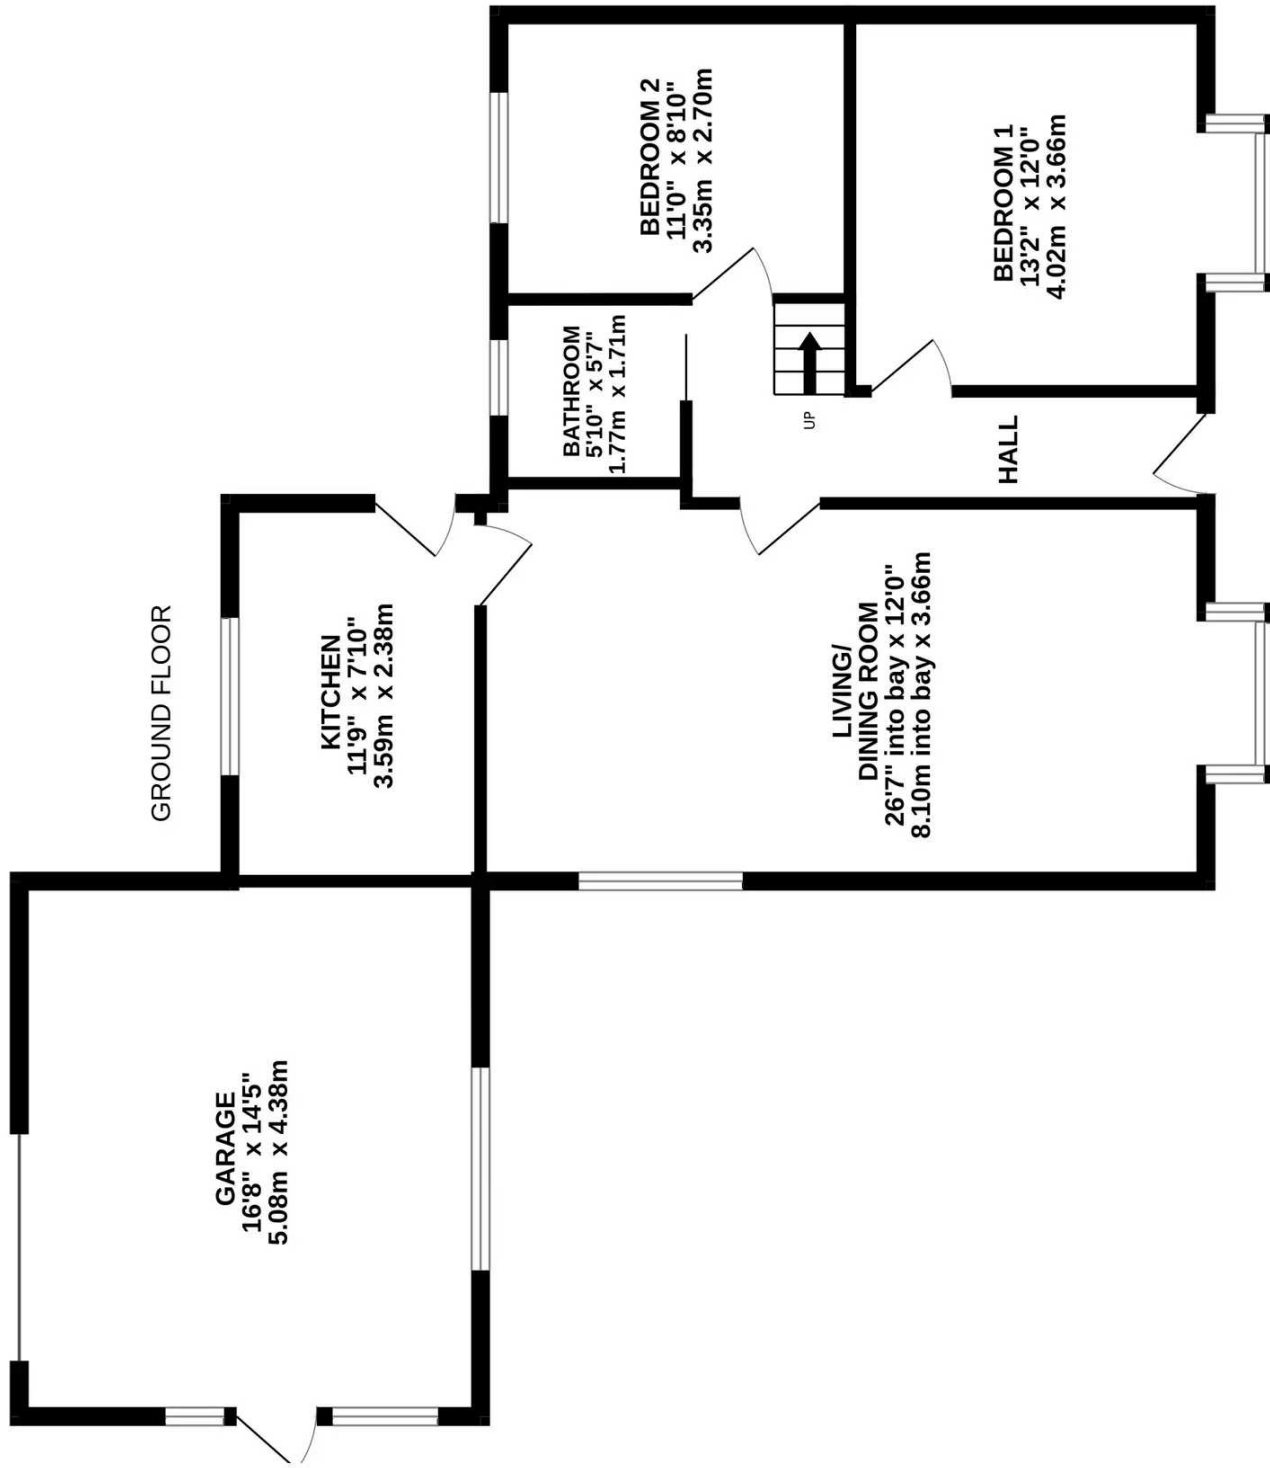 GROUND FLOOR
GARAGE
16'8" x 14'5"
5.08m x 4.38m
KITCHEN
11'9" x 7'10"
3.59m x 2.38m
BATHROOM
5'10" x 5'7"
1.77m x 1.71m
BEDROOM 2
11'0" x 8'10"
3.35m x 2.70m
UP
LIVING/
DINING ROOM
26'7" into bay x 12'0"
8.10m into bay x 3.66m
HALL
BEDROOM 1
13'2" x 12'0"
4.02m x 3.66m